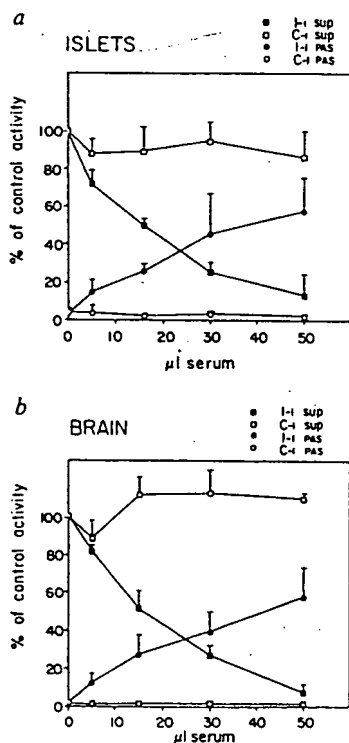 a
ISLETS
I-1 SUP
C-1 SUP
I-1 PAS
C-1 PAS
% of control activity
100
80
60
40
20
0
0 10 20 30 40 50
μl serum
b
BRAIN
I-1 SUP
C-1 SUP
I-1 PAS
C-1 PAS
% of control activity
100
80
60
40
20
0
0 10 20 30 40 50
μl serum